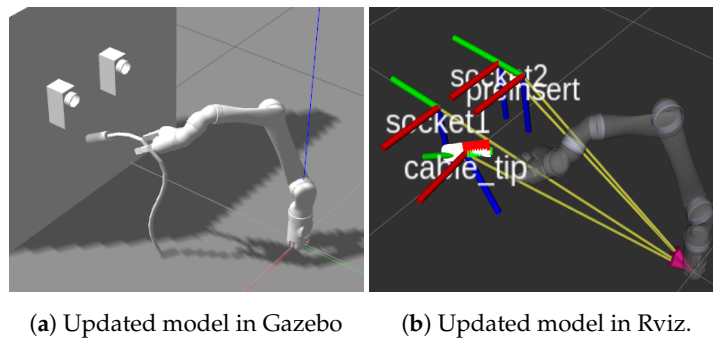 socket2
preinsert
socket1
cable_tip
(a) Updated model in Gazebo
(b) Updated model in Rviz.